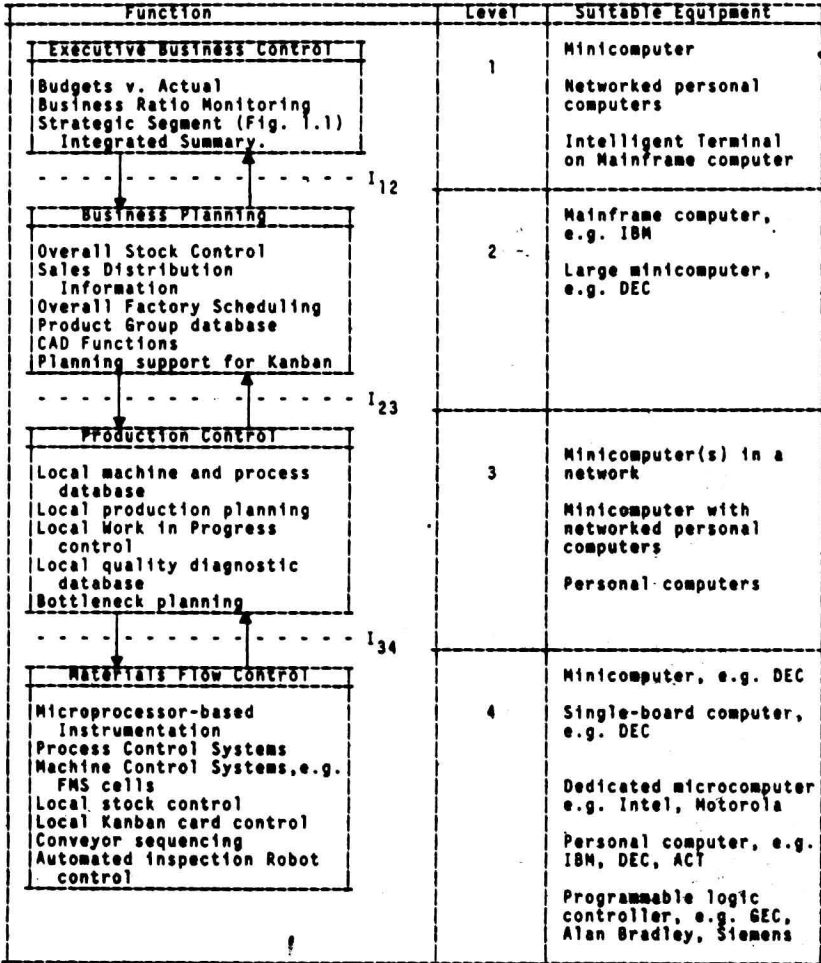 Function
Level
Suitable Equipment
Executive Business Control
Budgets v. Actual
Business Ratio Monitoring
Strategic Segment (Fig. 1.1)
Integrated Summary.
1
Minicomputer
Networked personal
computers
Intelligent Terminal
on Mainframe computer
I12
Business Planning
Overall Stock Control
Sales Distribution
Information
Overall Factory Scheduling
Product Group database
CAD Functions
Planning support for Kanban
2
Mainframe computer,
e.g. IBM
Large minicomputer,
e.g. DEC
I23
Production Control
Local machine and process
database
Local production planning
Local Work in Progress
control
Local quality diagnostic
database
Bottleneck planning
3
Minicomputer(s) in a
network
Minicomputer with
networked personal
computers
Personal computers
I34
Materials Flow Control
Microprocessor-based
Instrumentation
Process Control Systems
Machine Control Systems,e.g.
FMS cells
Local stock control
Local Kanban card control
Conveyor sequencing
Automated inspection Robot
control
4
Minicomputer, e.g. DEC
Single-board computer,
e.g. DEC
Dedicated microcomputer
e.g. Intel, Motorola
Personal computer, e.g.
IBM, DEC, ACT
Programmable logic
controller, e.g. GEC,
Alan Bradley, Siemens